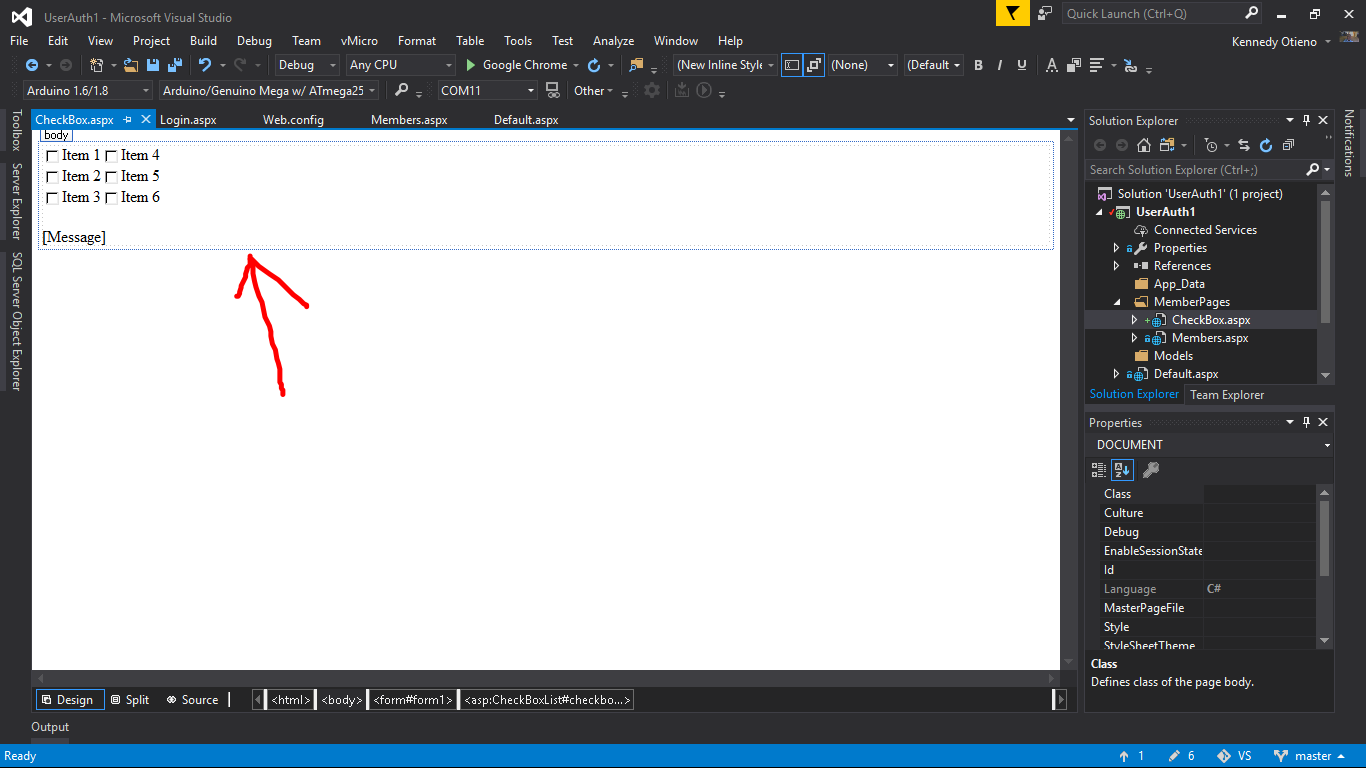 UserAuth1 - Microsoft Visual Studio
Quick Launch (Ctrl+Q)
File Edit View Project Build Debug Team vMicro Format Table Tools Test Analyze Window Help
Kennedy Otieno
Debug Any CPU Google Chrome (New Inline Style (None) (Default B I U A
Arduino 1.6/1.8 Arduino/Genuino Mega w/ ATmega25 COM11 Other
CheckBox.aspx Login.aspx Web.config Members.aspx Default.aspx
body
Item 1 Item 4
Item 2 Item 5
Item 3 Item 6
[Message]
Toolbox
Server Explorer
SQL Server Object Explorer
Solution Explorer
Search Solution Explorer (Ctrl+;)
Solution 'UserAuth1' (1 project)
UserAuth1
Connected Services
Properties
References
App_Data
MemberPages
CheckBox.aspx
Members.aspx
Models
Default.aspx
Solution Explorer Team Explorer
Notifications
Properties
DOCUMENT
Class
Culture
Debug
EnableSessionState
Id
Language C#
MasterPageFile
Style
StyleSheetTheme
Class
Defines class of the page body.
Design Split Source <html> <body> <form#form1> <asp:CheckBoxList#checkbo...>
Output
Ready 1 6 VS master